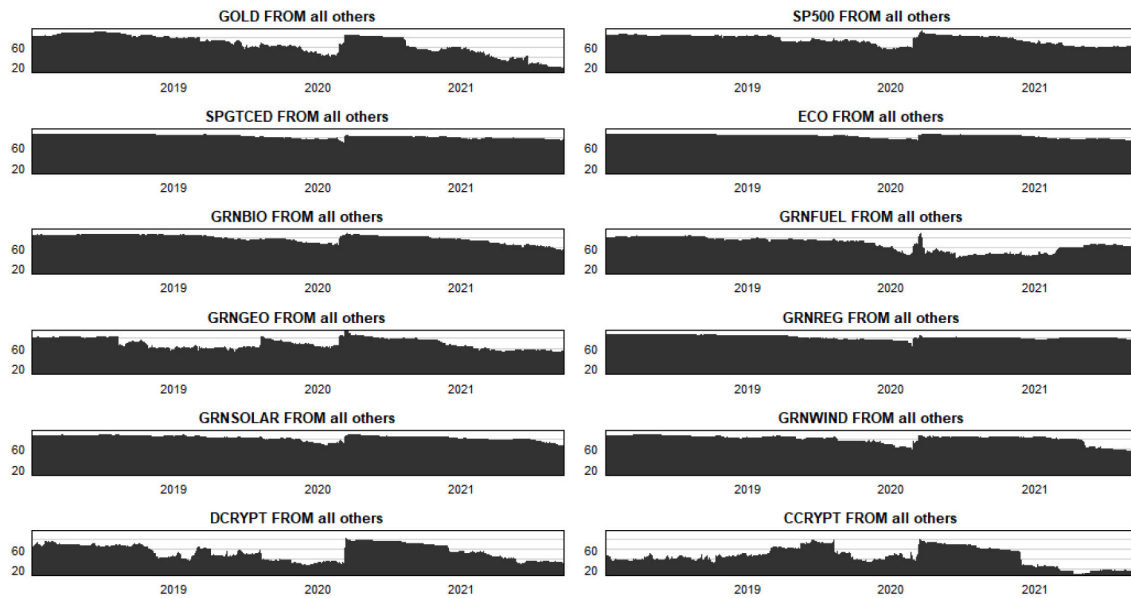 GOLD FROM all others
60
20
2019 2020 2021
SP500 FROM all others
60
20
2019 2020 2021
SPGTCED FROM all others
60
20
2019 2020 2021
ECO FROM all others
60
20
2019 2020 2021
GRNBIO FROM all others
60
20
2019 2020 2021
GRNFUEL FROM all others
60
20
2019 2020 2021
GRNGEO FROM all others
60
20
2019 2020 2021
GRNREG FROM all others
60
20
2019 2020 2021
GRNSOLAR FROM all others
60
20
2019 2020 2021
GRNWIND FROM all others
60
20
2019 2020 2021
DCRYPT FROM all others
60
20
2019 2020 2021
CCRYPT FROM all others
60
20
2019 2020 2021